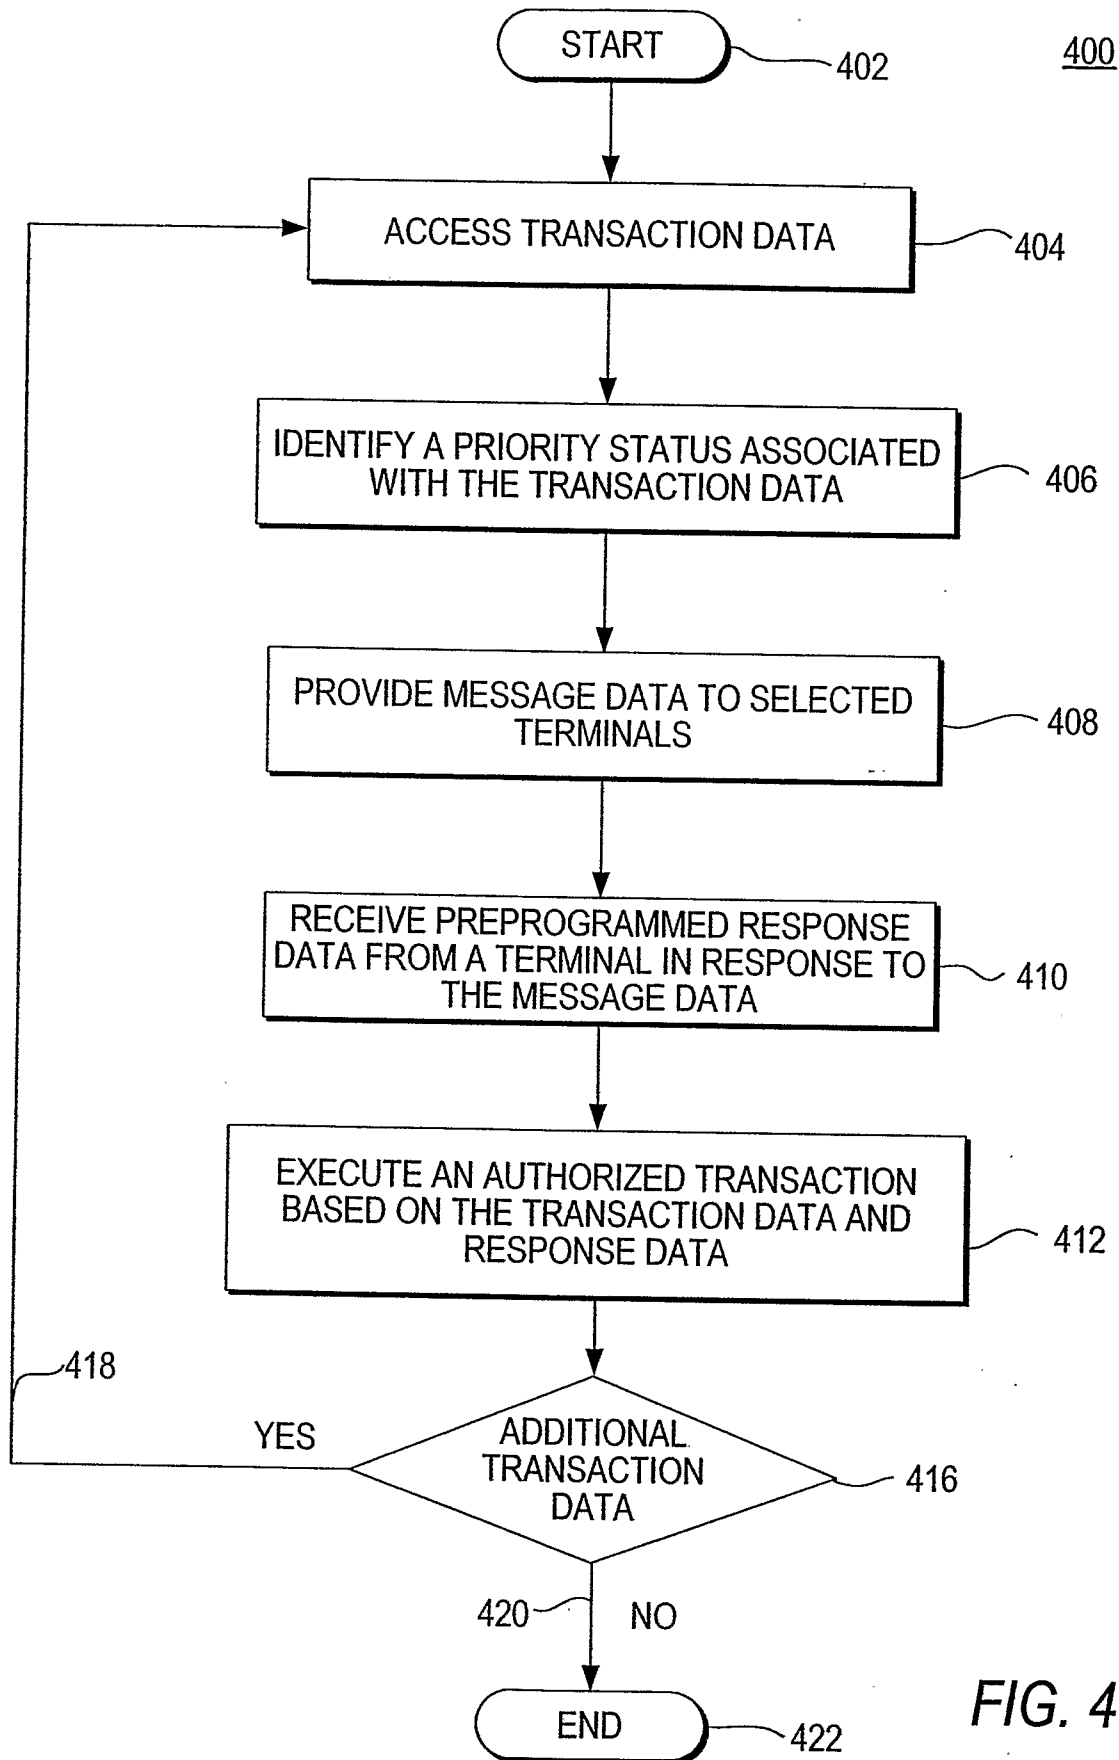 START
402
400
ACCESS TRANSACTION DATA
404
IDENTIFY A PRIORITY STATUS ASSOCIATED
WITH THE TRANSACTION DATA
406
PROVIDE MESSAGE DATA TO SELECTED
TERMINALS
408
RECEIVE PREPROGRAMMED RESPONSE
DATA FROM A TERMINAL IN RESPONSE TO
THE MESSAGE DATA
410
EXECUTE AN AUTHORIZED TRANSACTION
BASED ON THE TRANSACTION DATA AND
RESPONSE DATA
412
418
YES
ADDITIONAL
TRANSACTION
DATA
416
420
NO
END
422
FIG. 4